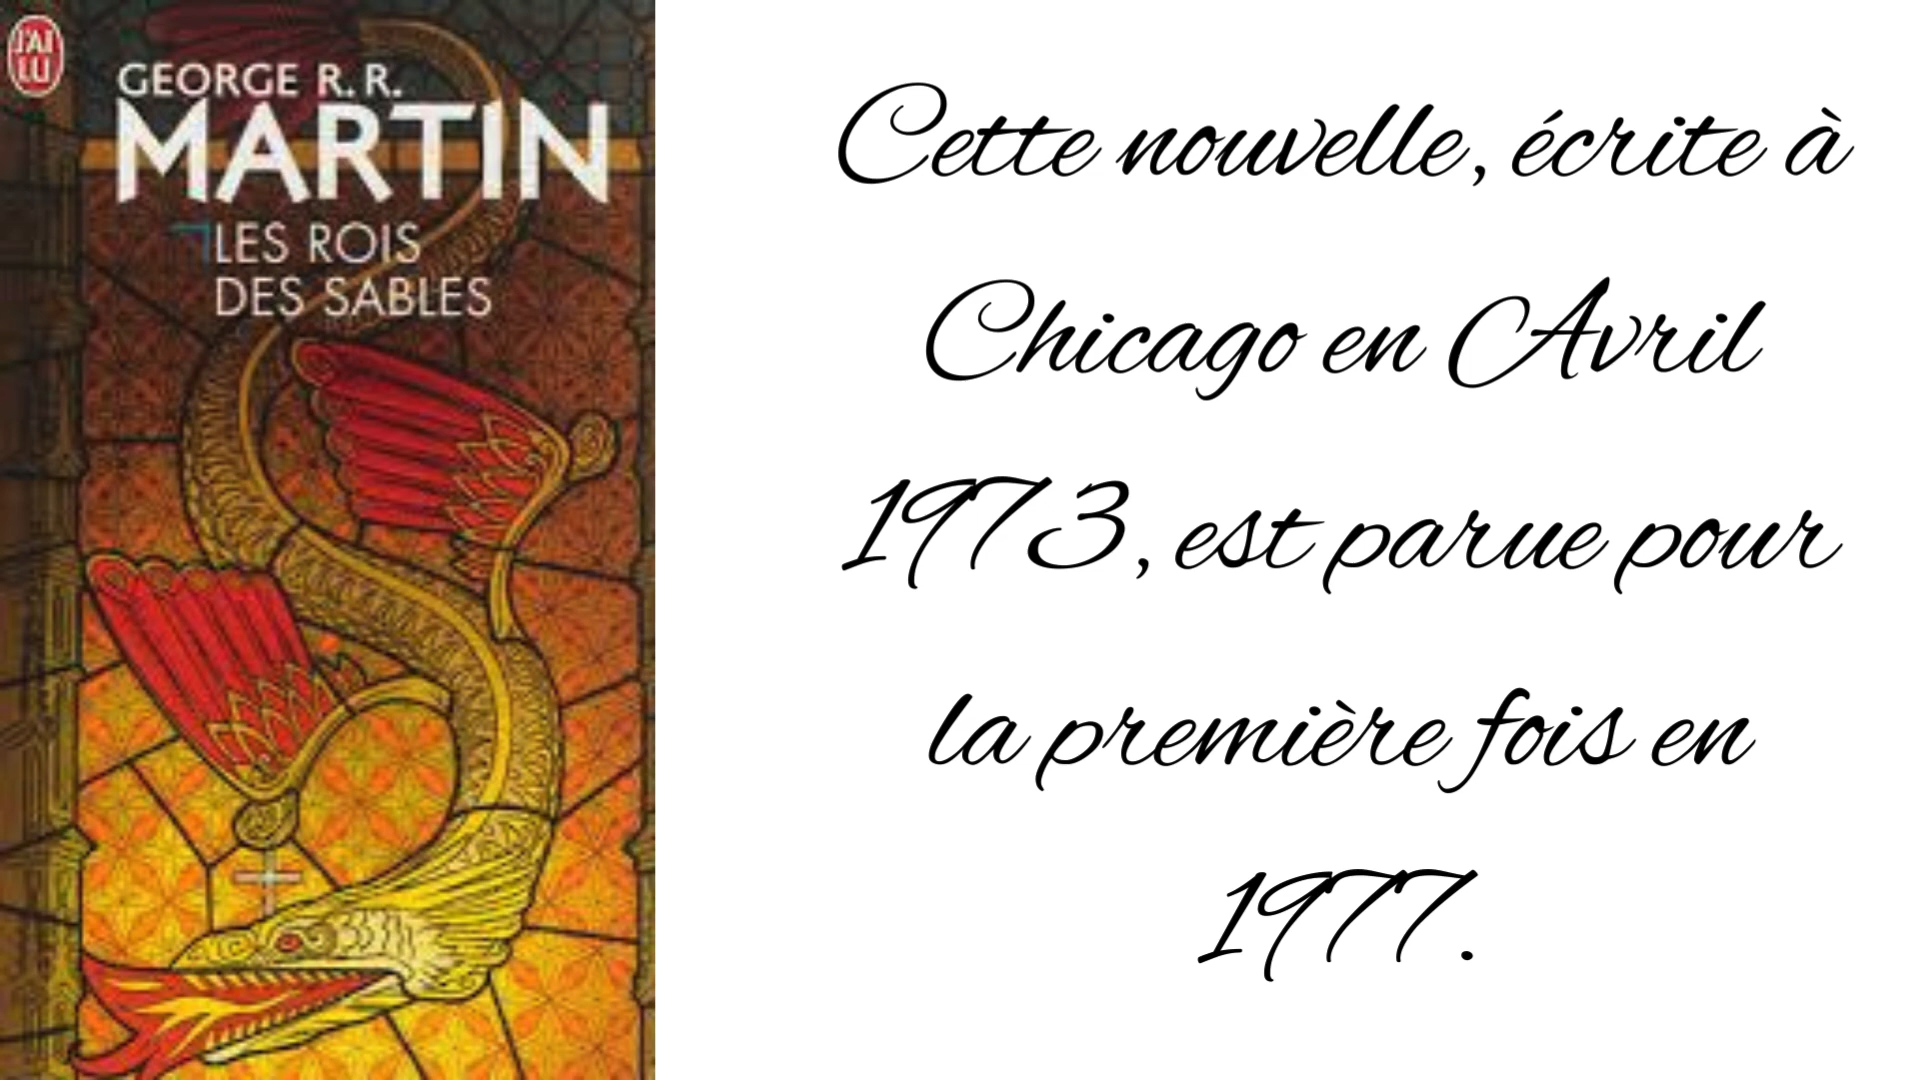 J'AI
LU
GEORGE R. R.
MARTIN
LES ROIS
DES SABLES
Cette nouvelle, écrite à
Chicago en Avril
1973, est parue pour
la première fois en
1977.